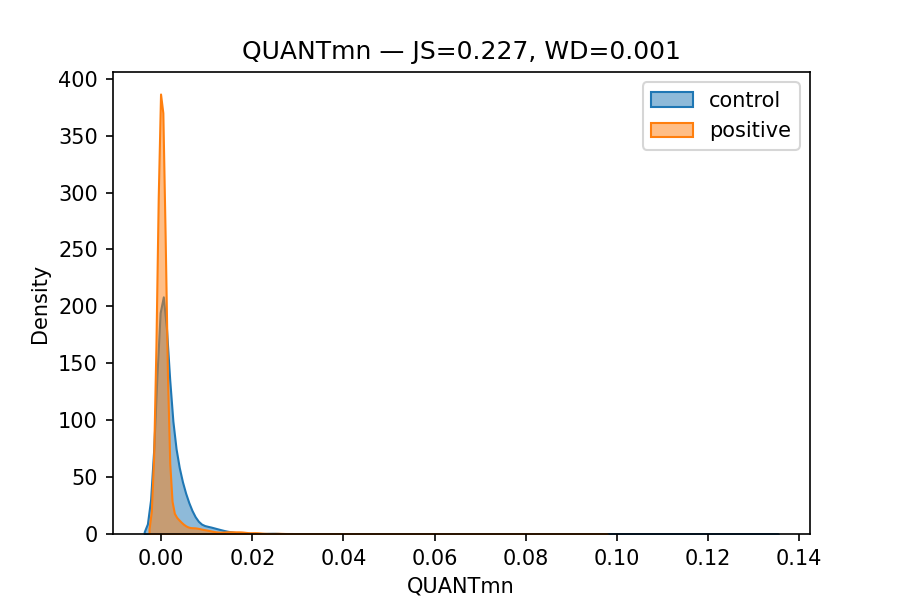 QUANTmn — JS=0.227, WD=0.001
control
positive
Density
400
350
300
250
200
150
100
50
0
0.00 0.02 0.04 0.06 0.08 0.10 0.12 0.14
QUANTmn